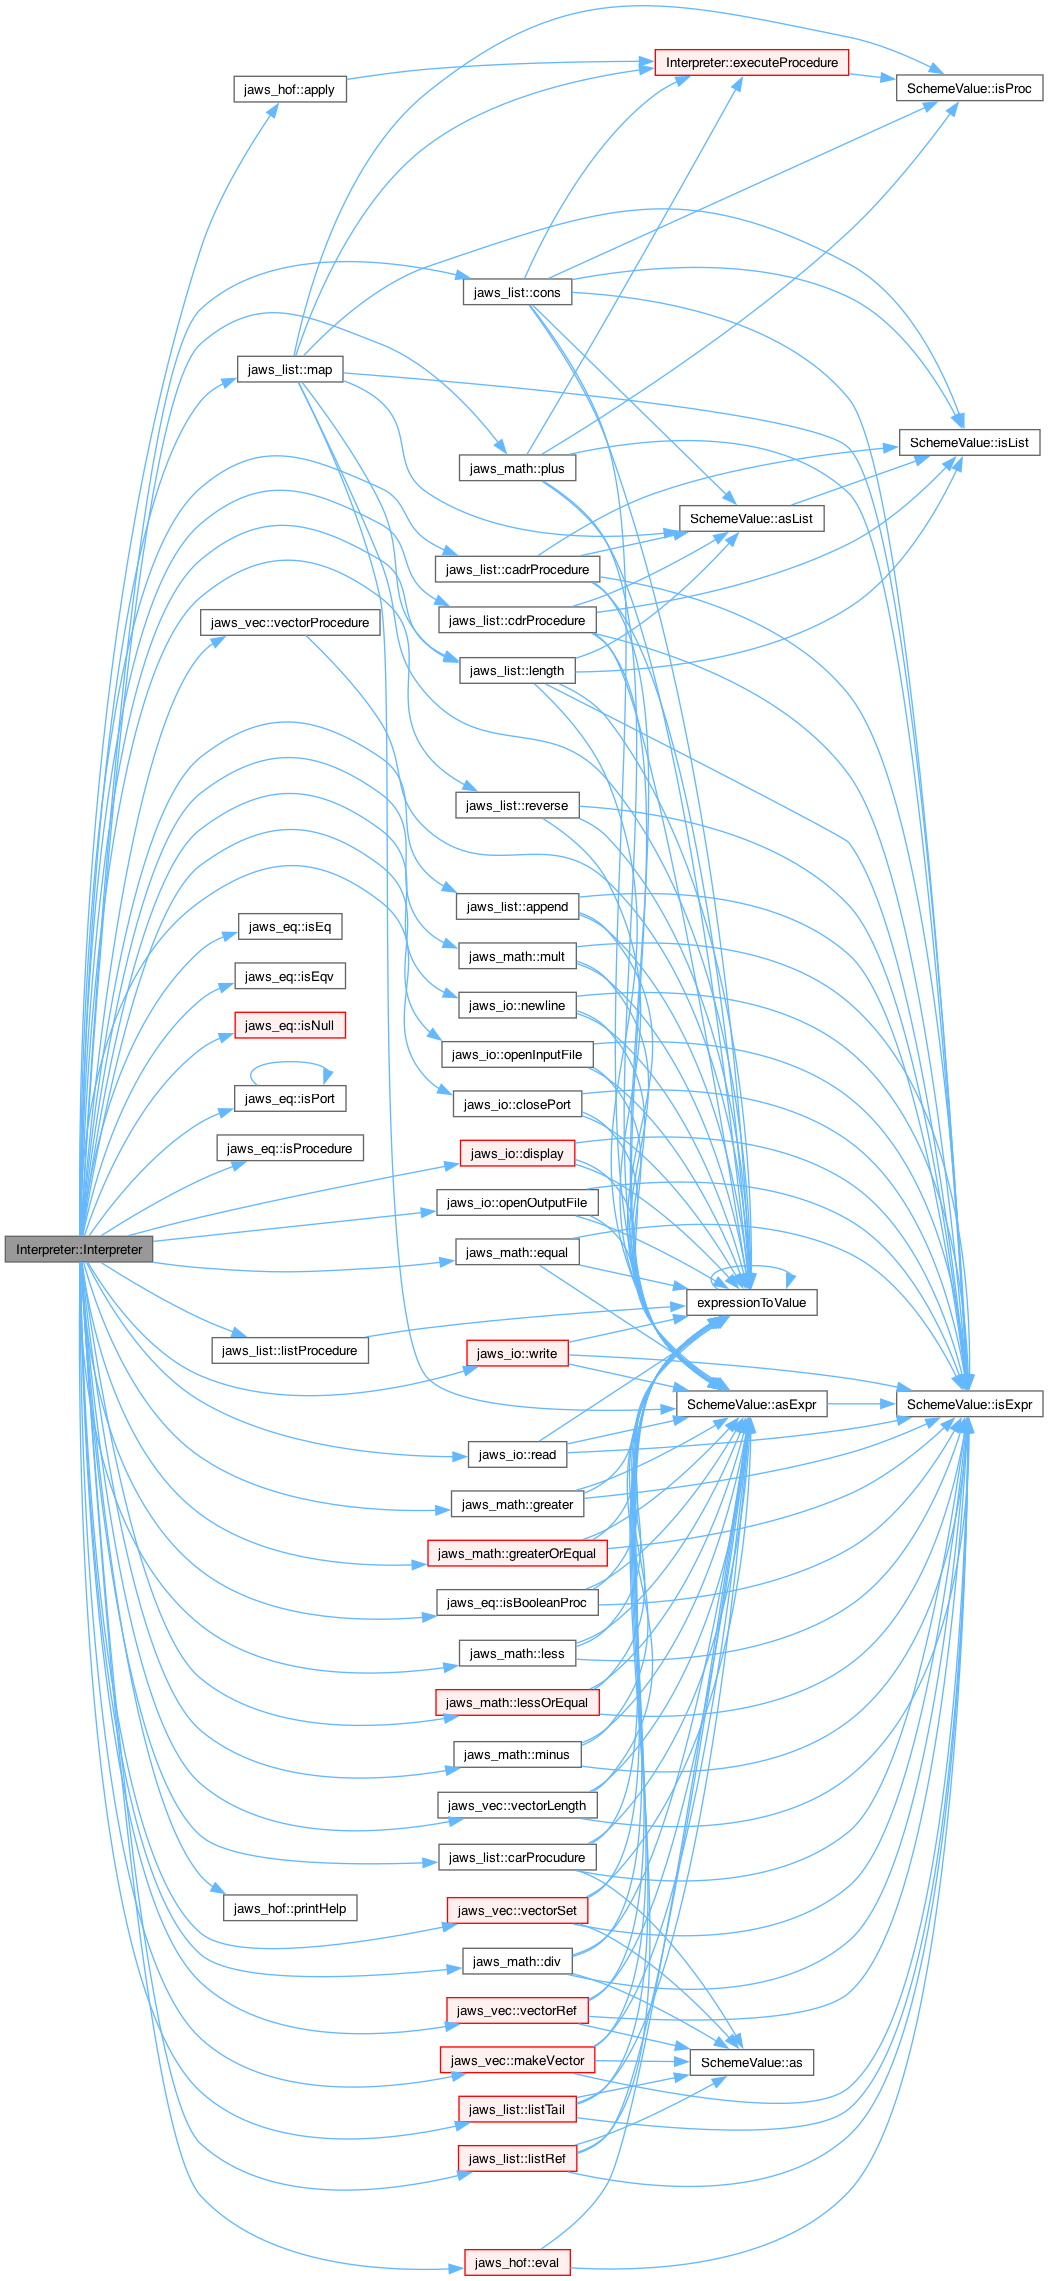 Interpreter::executeProcedure
jaws_hof::apply
SchemeValue::isProc
jaws_list::cons
jaws_list::map
SchemeValue::isList
jaws_math::plus
SchemeValue::asList
jaws_list::cadrProcedure
jaws_vec::vectorProcedure
jaws_list::cdrProcedure
jaws_list::length
jaws_list::reverse
jaws_list::append
jaws_eq::isEq
jaws_math::mult
jaws_eq::isEqv
jaws_io::newline
jaws_eq::isNull
jaws_io::openInputFile
jaws_eq::isPort
jaws_io::closePort
jaws_eq::isProcedure
jaws_io::display
jaws_io::openOutputFile
Interpreter::Interpreter
jaws_math::equal
expressionToValue
jaws_list::listProcedure
jaws_io::write
SchemeValue::asExpr
SchemeValue::isExpr
jaws_io::read
jaws_math::greater
jaws_math::greaterOrEqual
jaws_eq::isBooleanProc
jaws_math::less
jaws_math::lessOrEqual
jaws_math::minus
jaws_vec::vectorLength
jaws_list::carProcudure
jaws_hof::printHelp
jaws_vec::vectorSet
jaws_math::div
jaws_vec::vectorRef
jaws_vec::makeVector
SchemeValue::as
jaws_list::listTail
jaws_list::listRef
jaws_hof::eval